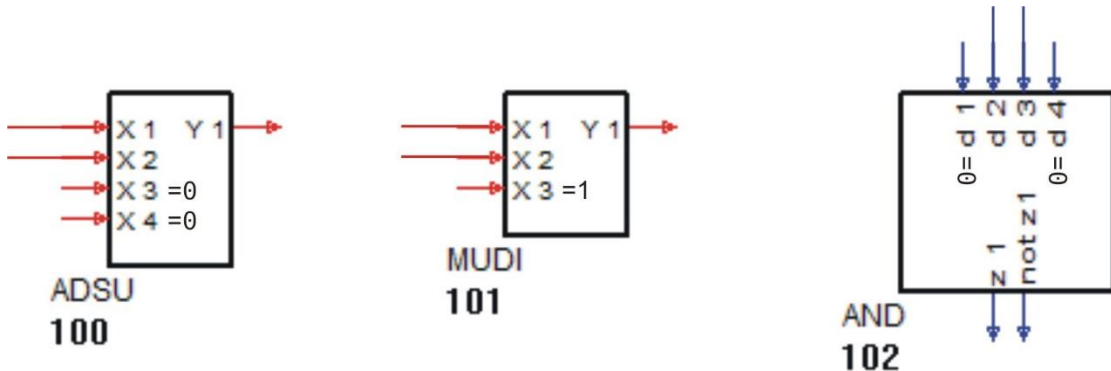 X 1 Y 1
X 2
X 3 =0
X 4 =0
ADSU
100
X 1 Y 1
X 2
X 3 =1
MUDI
101
0= d 1
d 2
d 3
0= d 4
z 1
not z1
AND
102